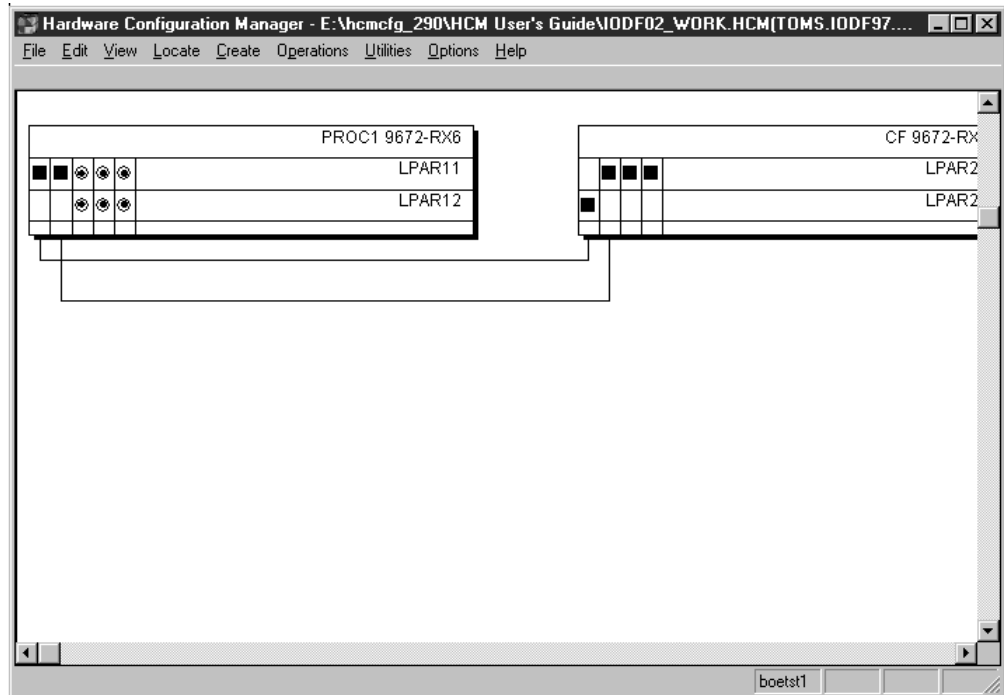 Hardware Configuration Manager - E:\hcmcfg_290\HCM User's Guide\IODF02_WORK.HCM(TOMS.IODF97....
File Edit View Locate Create Operations Utilities Options Help
PROC1 9672-RX6
LPAR11
LPAR12
CF 9672-RX
LPAR2
LPAR2
boetst1